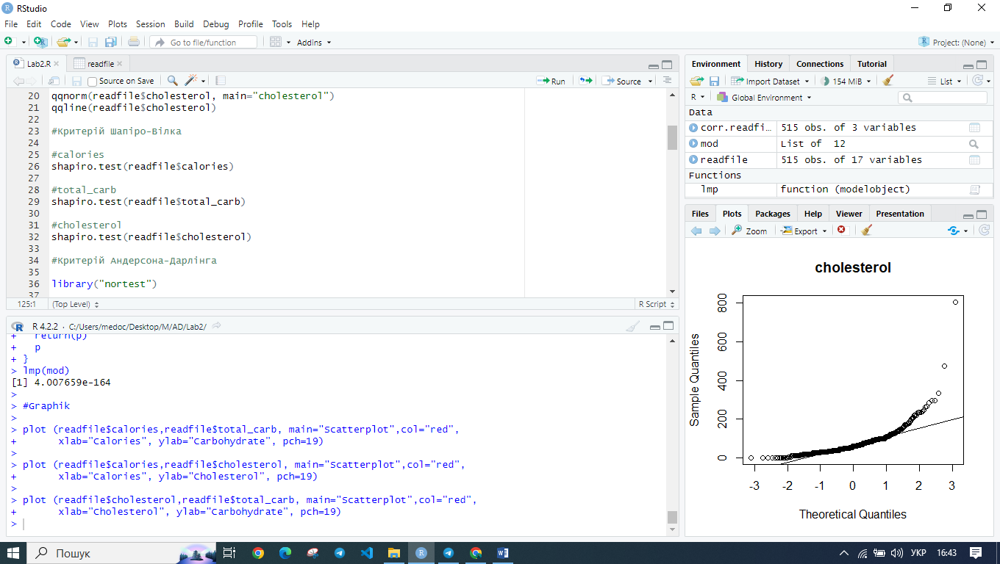 RStudio
File Edit Code View Plots Session Build Debug Profile Tools Help
Go to file/function
Addins
Project: (None)
Lab2.R
readfile
Source on Save
Run
Source
20 qqnorm(readfile$cholesterol, main="cholesterol")
21 qqline(readfile$cholesterol)
22
23 #Критерій Шапіро-Вілка
24
25 #calories
26 shapiro.test(readfile$calories)
27
28 #total_carb
29 shapiro.test(readfile$total_carb)
30
31 #cholesterol
32 shapiro.test(readfile$cholesterol)
33
34 #Критерій Андерсона-Дарлінга
35
36 library("nortest")
37
125:1 (Top Level) R Script
R 4.2.2 · C:/Users/medoc/Desktop/M/AD/Lab2/
+ return(p)
+ p
+ }
> lmp(mod)
[1] 4.007659e-164
>
> #Graphik
>
> plot (readfile$calories,readfile$total_carb, main="Scatterplot",col="red",
+ xlab="Calories", ylab="Carbohydrate", pch=19)
>
> plot (readfile$calories,readfile$cholesterol, main="Scatterplot",col="red",
+ xlab="Calories", ylab="Cholesterol", pch=19)
>
> plot (readfile$cholesterol,readfile$total_carb, main="Scatterplot",col="red",
+ xlab="Cholesterol", ylab="Carbohydrate", pch=19)
>
Environment History Connections Tutorial
Import Dataset 154 MiB List
R Global Environment
Data
corr.readfi… 515 obs. of 3 variables
mod List of 12
readfile 515 obs. of 17 variables
Functions
lmp function (modelobject)
Files Plots Packages Help Viewer Presentation
Zoom Export
cholesterol
Sample Quantiles
800
600
400
200
0
-3 -2 -1 0 1 2 3
Theoretical Quantiles
Пошук
УКР 16:43